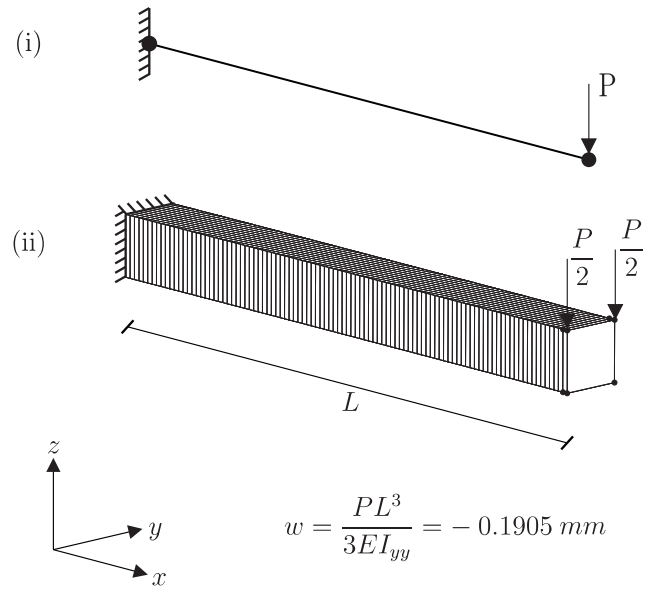 (i)
P
(ii)
P/2
P/2
L
z
y
x
w = PL³/3EI_yy = − 0.1905 mm